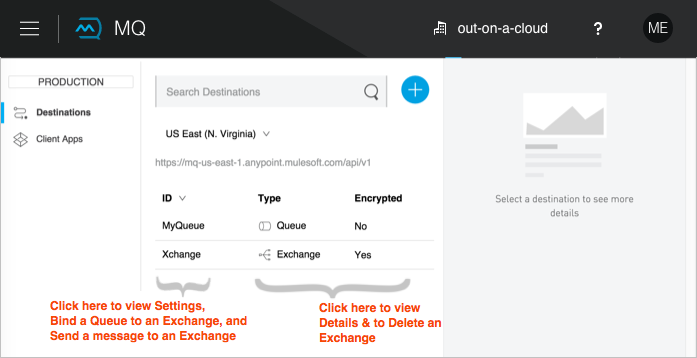 MQ
out-on-a-cloud
?
ME
PRODUCTION
Destinations
Client Apps
Search Destinations
US East (N. Virginia)
https://mq-us-east-1.anypoint.mulesoft.com/api/v1
ID Type Encrypted
MyQueue Queue No
Xchange Exchange Yes
Click here to view Settings,
Bind a Queue to an Exchange, and
Send a message to an Exchange
Click here to view
Details & to Delete an
Exchange
Select a destination to see more
details